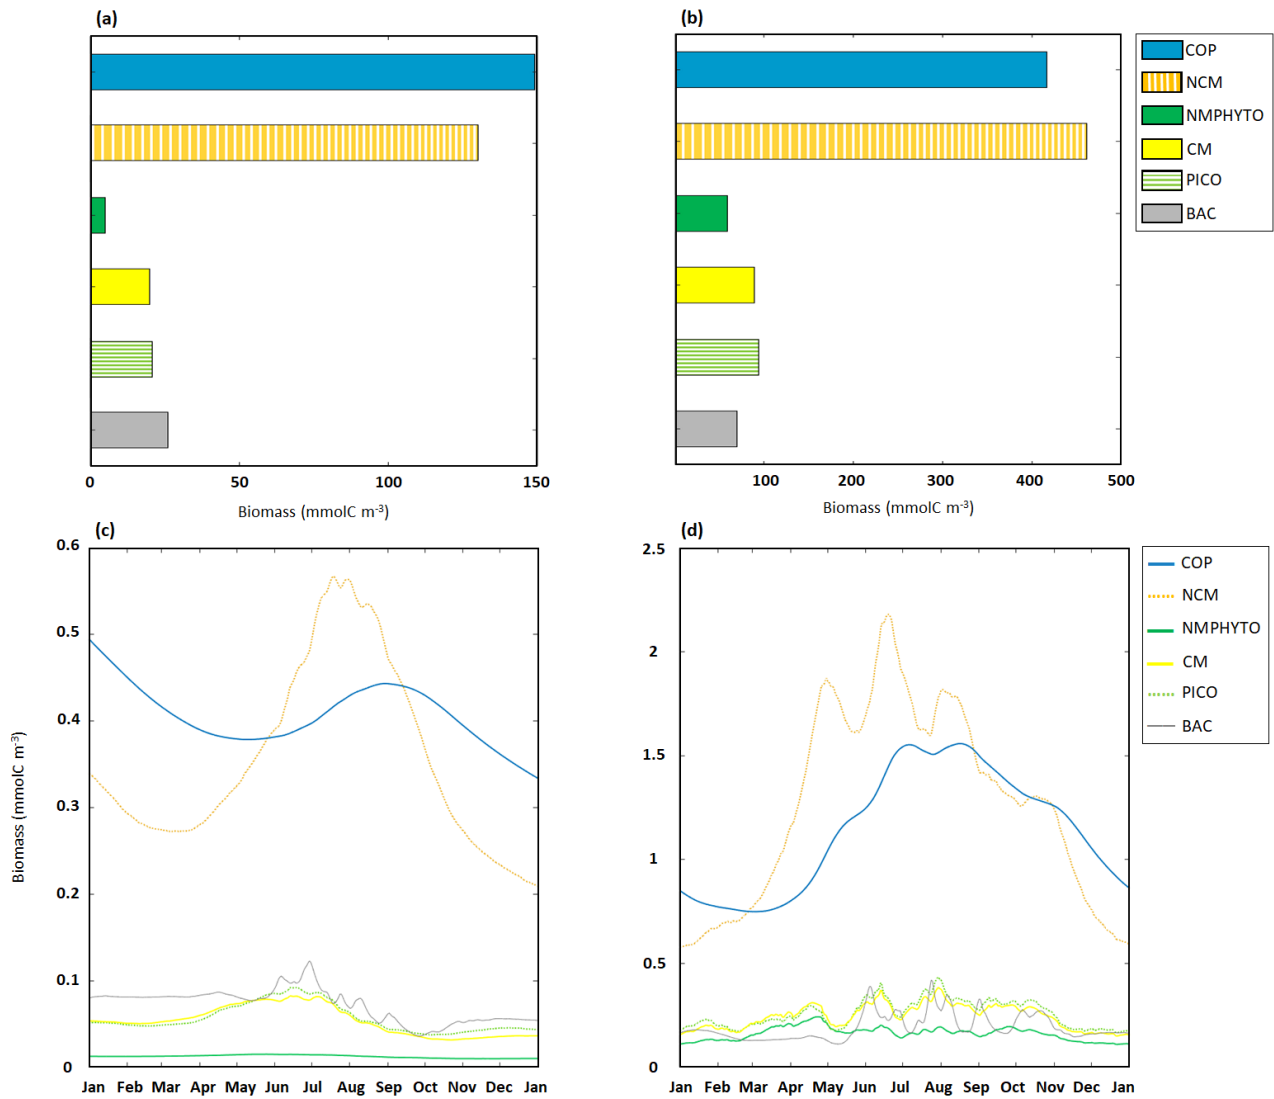 (a)
0 50 100 150
Biomass (mmolC m-3)
(b)
100 200 300 400 500
Biomass (mmolC m-3)
COP
NCM
NMPHYTO
CM
PICO
BAC
(c)
0.6
0.5
0.4
0.3
0.2
0.1
0
Biomass (mmolC m-3)
Jan Feb Mar Apr May Jun Jul Aug Sep Oct Nov Dec Jan
(d)
2.5
2
1.5
1
0.5
0
Jan Feb Mar Apr May Jun Jul Aug Sep Oct Nov Dec Jan
COP
NCM
NMPHYTO
CM
PICO
BAC